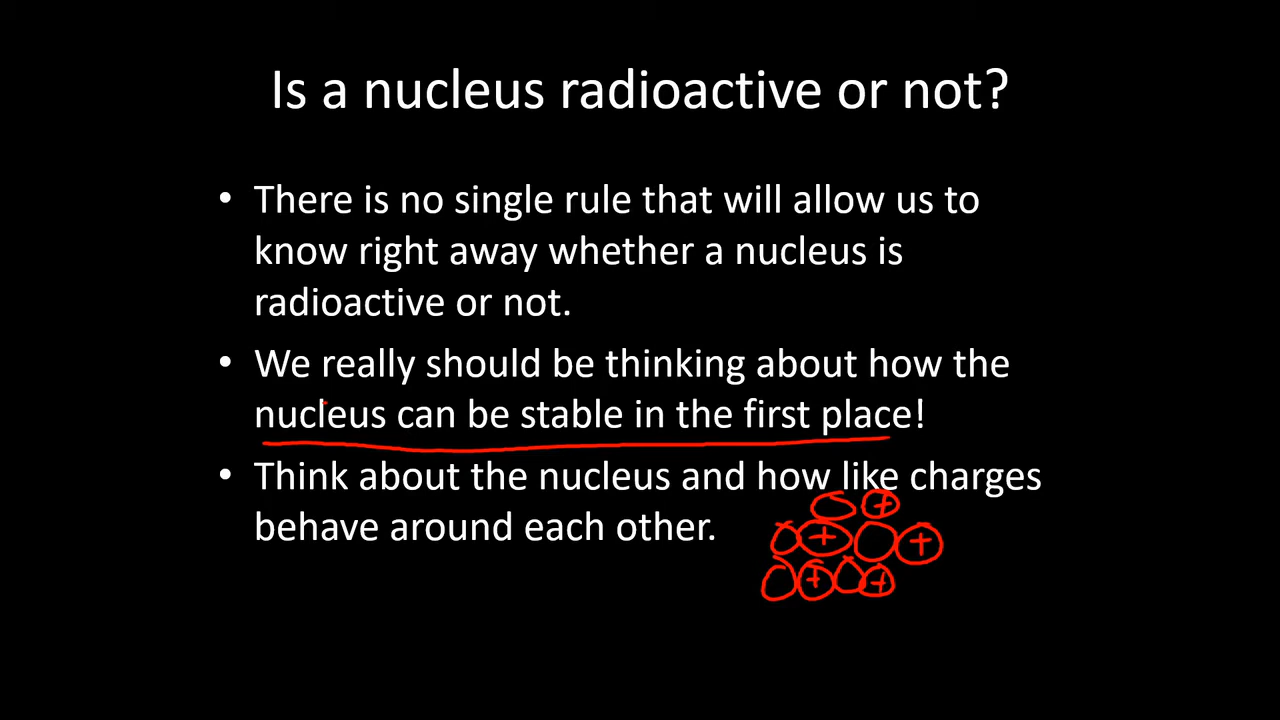 Is a nucleus radioactive or not?
• There is no single rule that will allow us to
know right away whether a nucleus is
radioactive or not.
• We really should be thinking about how the
nucleus can be stable in the first place!
• Think about the nucleus and how like charges
behave around each other.
+
+ +
+ +